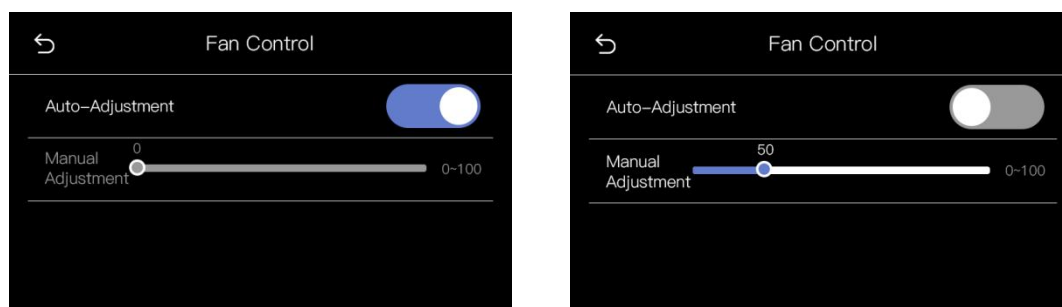 Fan Control
Auto-Adjustment
0
Manual
Adjustment
0~100
Fan Control
Auto-Adjustment
50
Manual
Adjustment
0~100